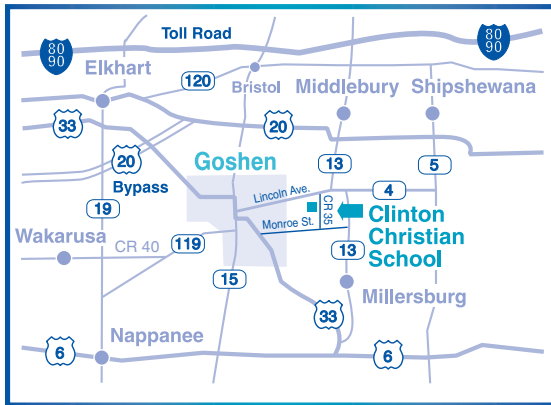 Toll Road
80
90
80
90
Elkhart
120
Bristol
Middlebury
Shipshewana
33
20
20
Bypass
Goshen
13
5
Lincoln Ave.
4
19
CR 35
Clinton
Christian
School
Monroe St.
Wakarusa
CR 40
119
13
15
Millersburg
33
Nappanee
6
6